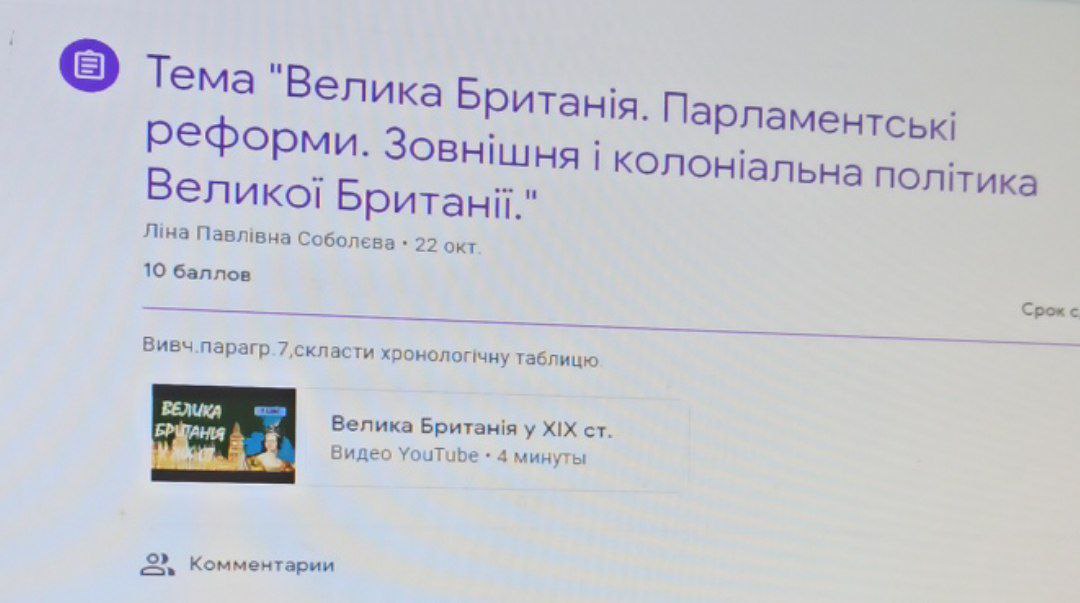 Тема "Велика Британія. Парламентські
реформи. Зовнішня і колоніальна політика
Великої Британії."
Ліна Павлівна Соболєва • 22 окт.
10 баллов
Срок с
Вивч.парагр.7,скласти хронологічну таблицю.
ВЕЛИКА
БРИТАНІЯ
Велика Британія у XIX ст.
Видео YouTube • 4 минуты
Комментарии